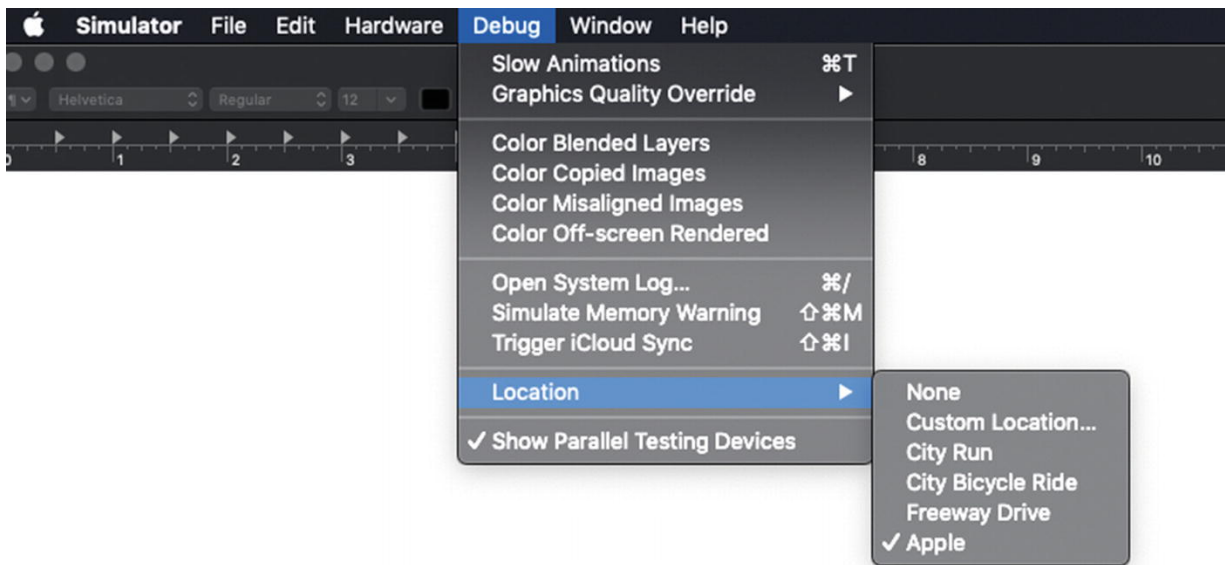 Simulator File Edit Hardware Debug Window Help
Helvetica Regular 12
1 2 3 8 9 10
Slow Animations ⌘T
Graphics Quality Override ▶
Color Blended Layers
Color Copied Images
Color Misaligned Images
Color Off-screen Rendered
Open System Log... ⌘/
Simulate Memory Warning ⇧⌘M
Trigger iCloud Sync ⇧⌘I
Location ▶
✓ Show Parallel Testing Devices
None
Custom Location...
City Run
City Bicycle Ride
Freeway Drive
✓ Apple